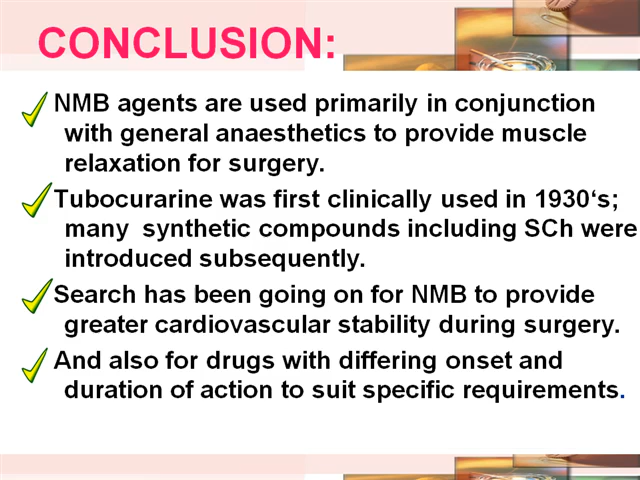 CONCLUSION:
NMB agents are used primarily in conjunction
with general anaesthetics to provide muscle
relaxation for surgery.
Tubocurarine was first clinically used in 1930‘s;
many  synthetic compounds including SCh were
introduced subsequently.
Search has been going on for NMB to provide
greater cardiovascular stability during surgery.
And also for drugs with differing onset and
duration of action to suit specific requirements.